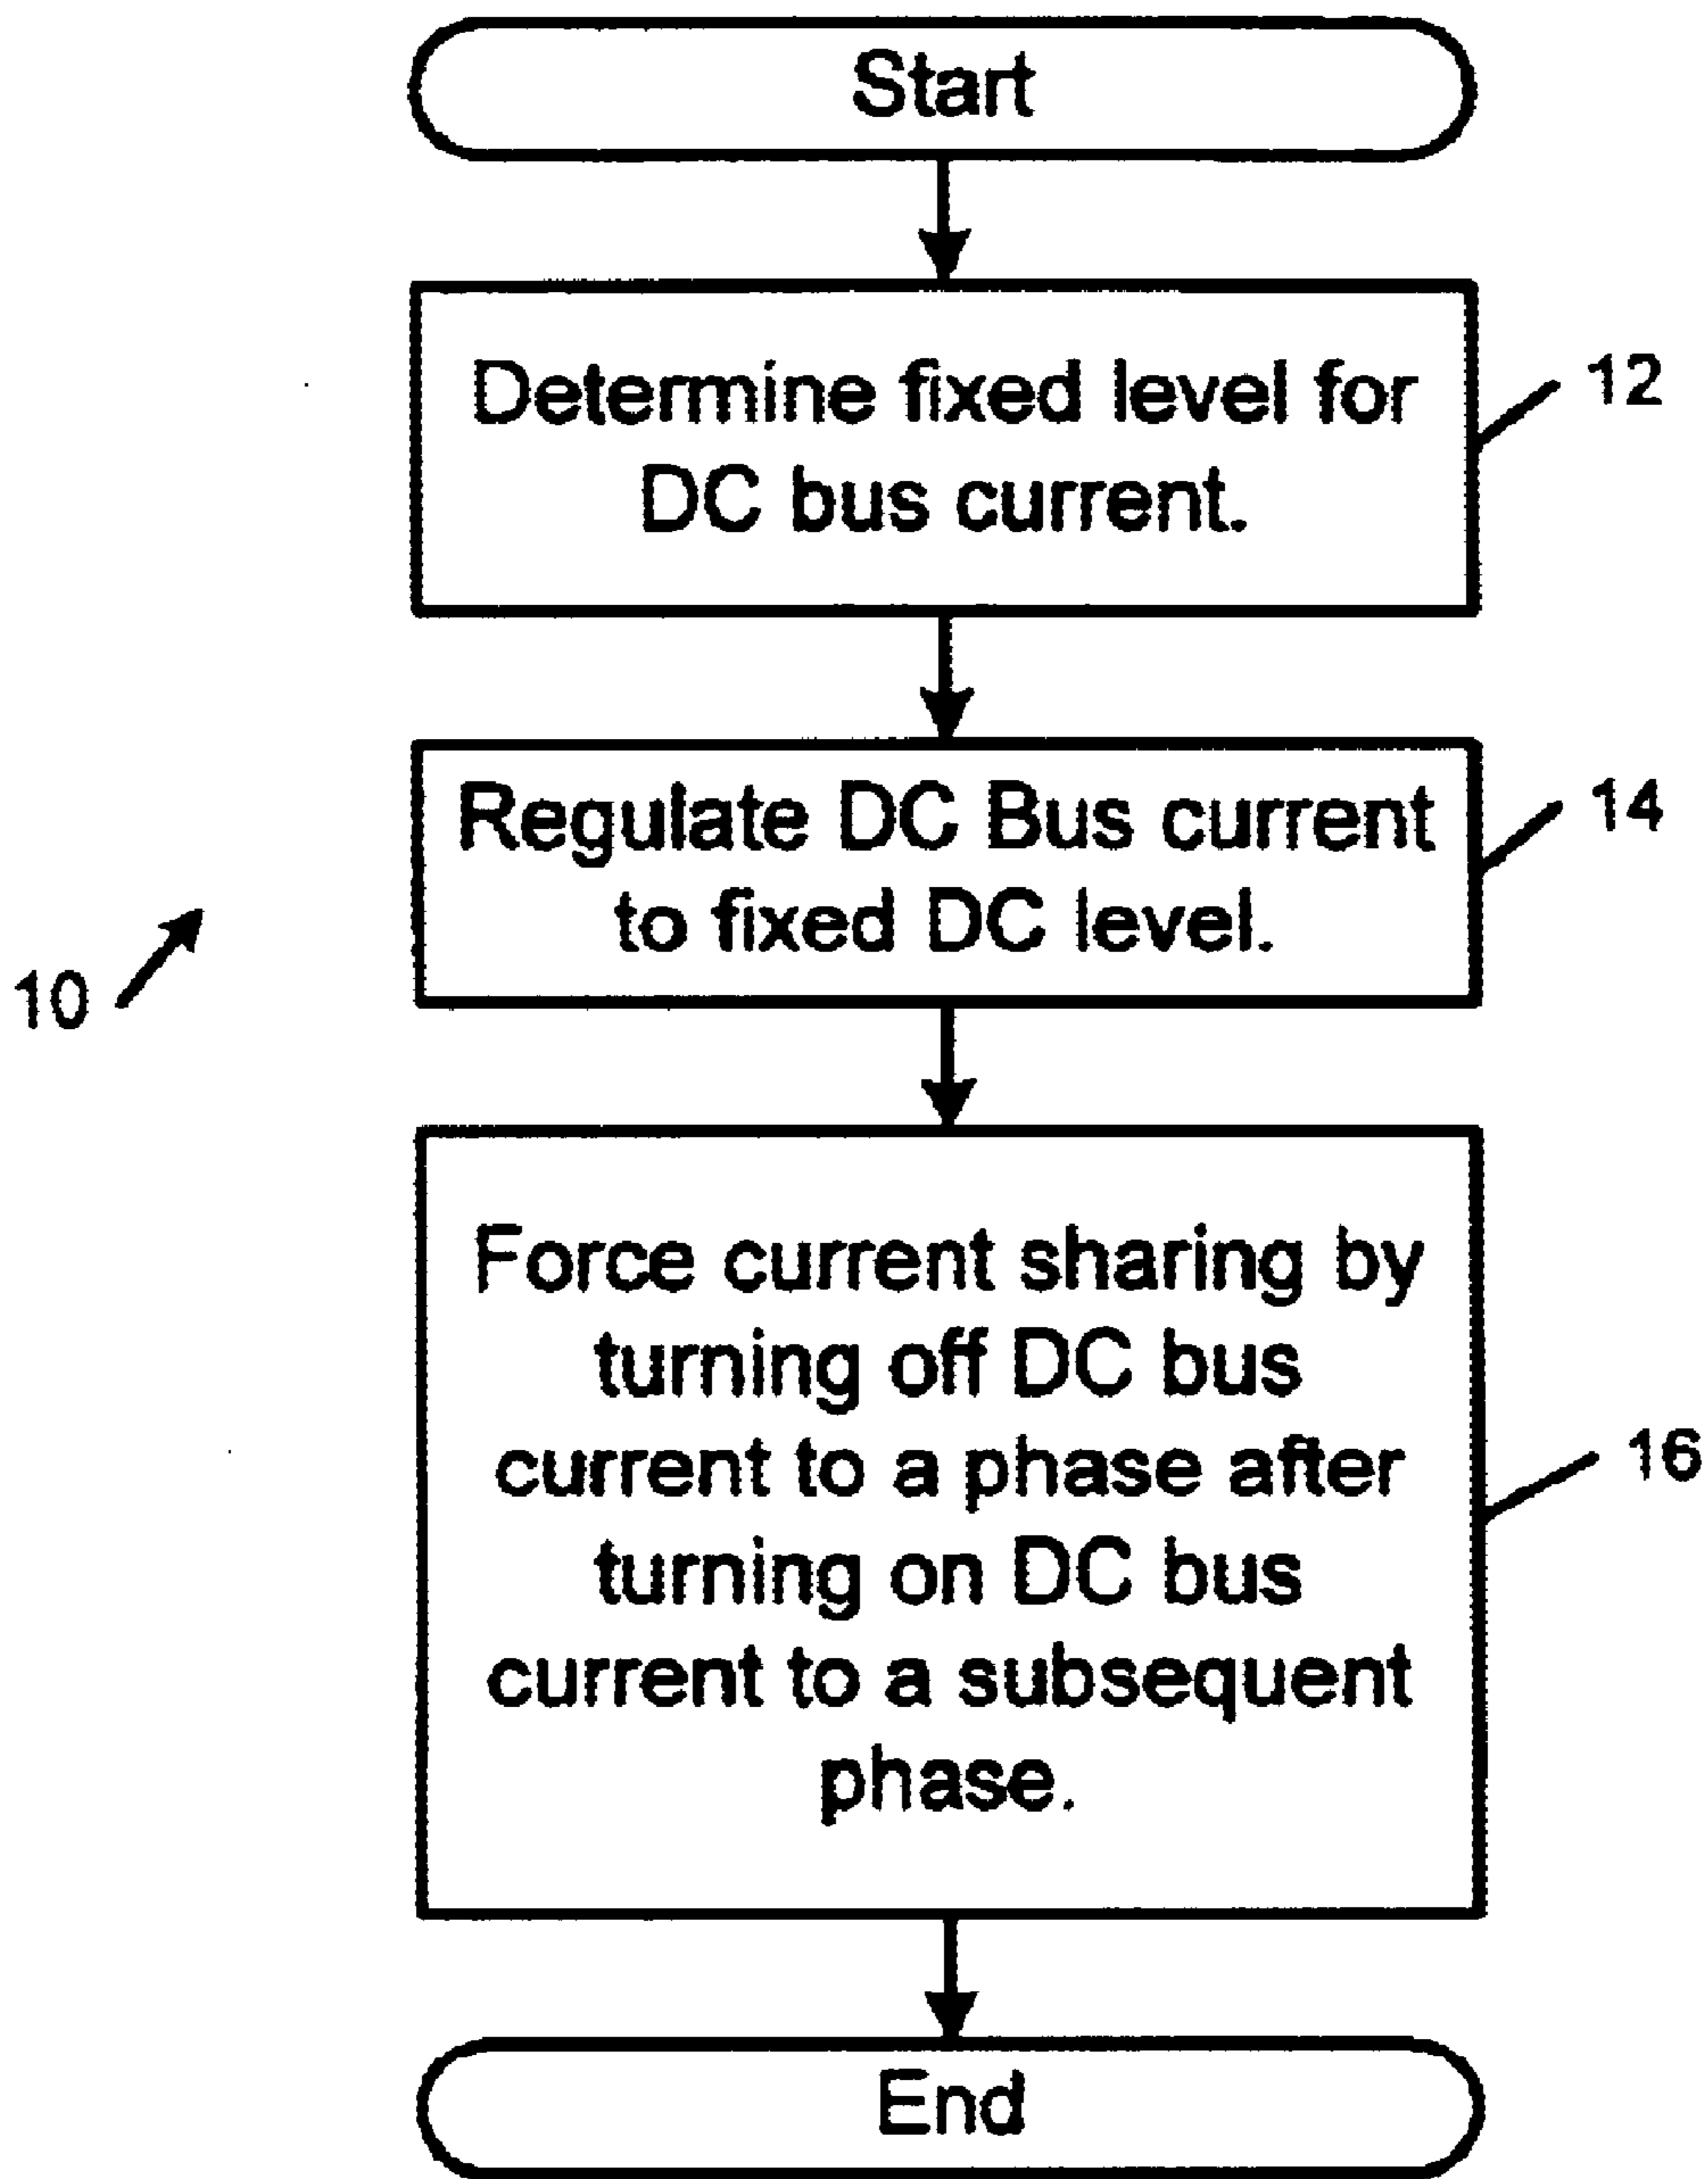 Start
Determine fixed level for
DC bus current.
12
Regulate DC Bus current
to fixed DC level.
14
10
Force current sharing by
turning off DC bus
current to a phase after
turning on DC bus
current to a subsequent
phase.
16
End